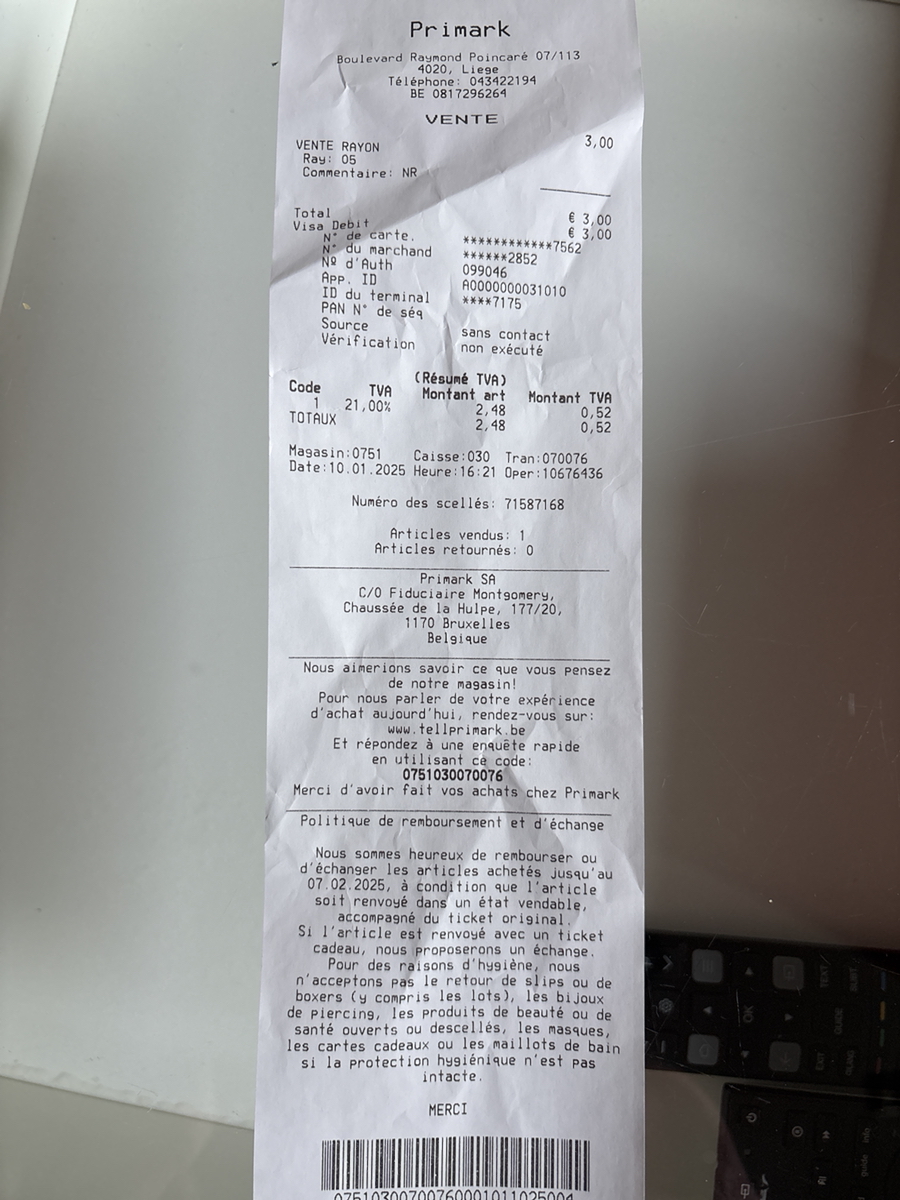 Primark
Boulevard Raymond Poincaré 07/113
4020, Liege
Téléphone: 043422194
BE 0817296264
VENTE
VENTE RAYON 3,00
Ray: 05
Commentaire: NR
Total € 3,00
Visa Debit € 3,00
N° de carte. ************7562
N° du marchand ******2852
Nº d'Auth 099046
App. ID A0000000031010
ID du terminal ****7175
PAN N° de séq
Source sans contact
Vérification non exécuté
(Résumé TVA)
Code TVA Montant art Montant TVA
1 21,00% 2,48 0,52
TOTAUX 2,48 0,52
Magasin:0751 Caisse:030 Tran:070076
Date:10.01.2025 Heure:16:21 Oper:10676436
Numéro des scellés: 71587168
Articles vendus: 1
Articles retournés: 0
Primark SA
C/O Fiduciaire Montgomery,
Chaussée de la Hulpe, 177/20,
1170 Bruxelles
Belgique
Nous aimerions savoir ce que vous pensez
de notre magasin!
Pour nous parler de votre expérience
d'achat aujourd'hui, rendez-vous sur:
www.tellprimark.be
Et répondez à une enquête rapide
en utilisant ce code:
0751030070076
Merci d'avoir fait vos achats chez Primark
Politique de remboursement et d'échange
Nous sommes heureux de rembourser ou
d'échanger les articles achetés jusqu'au
07.02.2025, à condition que l'article
soit renvoyé dans un état vendable,
accompagné du ticket original.
Si l'article est renvoyé avec un ticket
cadeau, nous proposerons un échange.
Pour des raisons d'hygiène, nous
n'acceptons pas le retour de slips ou de
boxers (y compris les lots), les bijoux
de piercing, les produits de beauté ou de
santé ouverts ou descellés, les masques,
les cartes cadeaux ou les maillots de bain
si la protection hygiénique n'est pas
intacte.
MERCI
07510300700760001011025004
TEXT
OK
GUIDE
EXIT
guide
info